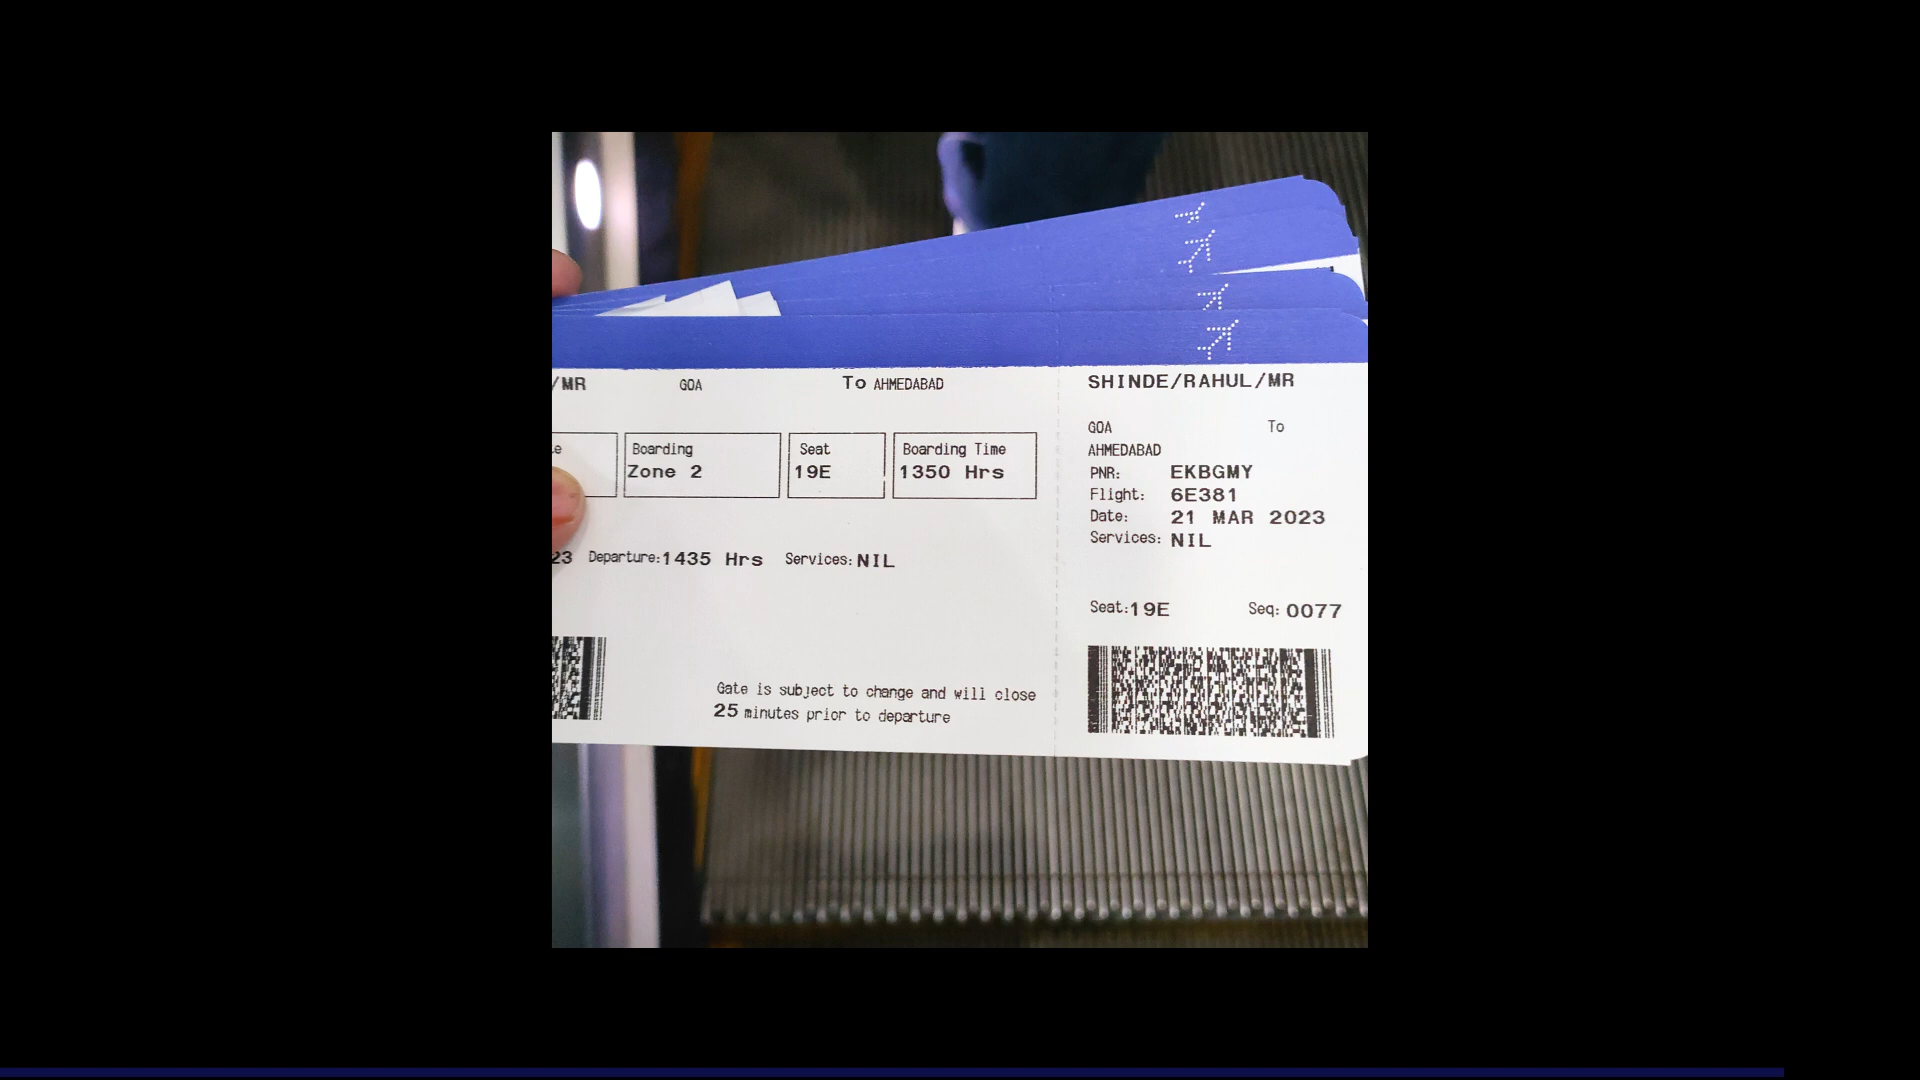 /MR GOA To AHMEDABAD
Boarding Seat Boarding Time
Zone 2 19E 1350 Hrs
23 Departure:1435 Hrs Services:NIL
Gate is subject to change and will close
25 minutes prior to departure
SHINDE/RAHUL/MR
GOA To
AHMEDABAD
PNR: EKBGMY
Flight: 6E381
Date: 21 MAR 2023
Services: NIL
Seat:19E Seq: 0077